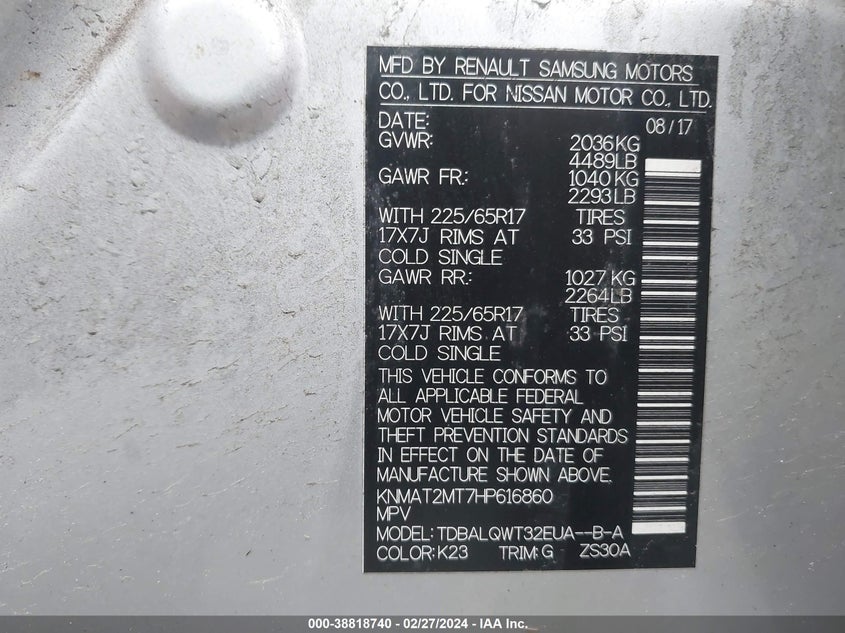 MFD BY RENAULT SAMSUNG MOTORS
CO., LTD. FOR NISSAN MOTOR CO., LTD.
DATE: 08/17
GVWR: 2036KG
4489LB
GAWR FR: 1040KG
2293LB
WITH 225/65R17 TIRES
17X7J RIMS AT 33 PSI
COLD SINGLE
GAWR RR: 1027KG
2264LB
WITH 225/65R17 TIRES
17X7J RIMS AT 33 PSI
COLD SINGLE
THIS VEHICLE CONFORMS TO
ALL APPLICABLE FEDERAL
MOTOR VEHICLE SAFETY AND
THEFT PREVENTION STANDARDS
IN EFFECT ON THE DATE OF
MANUFACTURE SHOWN ABOVE.
KNMAT2MT7HP616860
MPV
MODEL: TDBALQWT32EUA--B-A
COLOR: K23 TRIM: G ZS30A
000-38818740 - 02/27/2024 - IAA Inc.